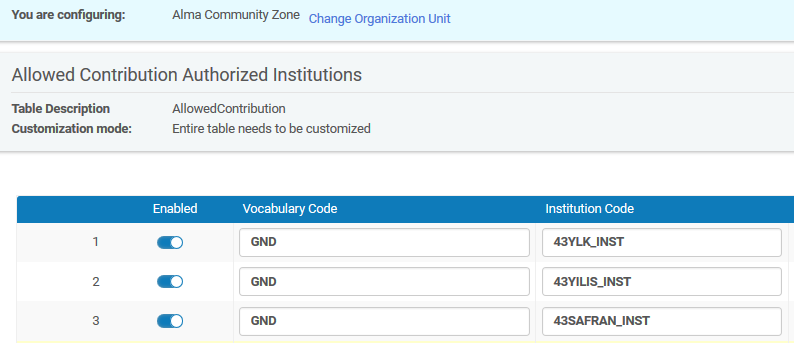 You are configuring: Alma Community Zone Change Organization Unit
Allowed Contribution Authorized Institutions
Table Description AllowedContribution
Customization mode: Entire table needs to be customized
Enabled Vocabulary Code Institution Code
1 GND 43YLK_INST
2 GND 43YILIS_INST
3 GND 43SAFRAN_INST